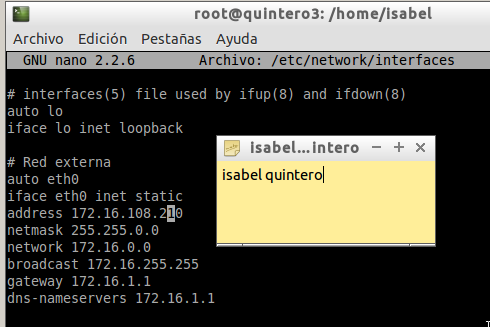 root@quintero3: /home/isabel
Archivo Edición Pestañas Ayuda
GNU nano 2.2.6 Archivo: /etc/network/interfaces
# interfaces(5) file used by ifup(8) and ifdown(8)
auto lo
iface lo inet loopback
# Red externa
auto eth0
iface eth0 inet static
address 172.16.108.210
netmask 255.255.0.0
network 172.16.0.0
broadcast 172.16.255.255
gateway 172.16.1.1
dns-nameservers 172.16.1.1
isabel...intero
isabel quintero